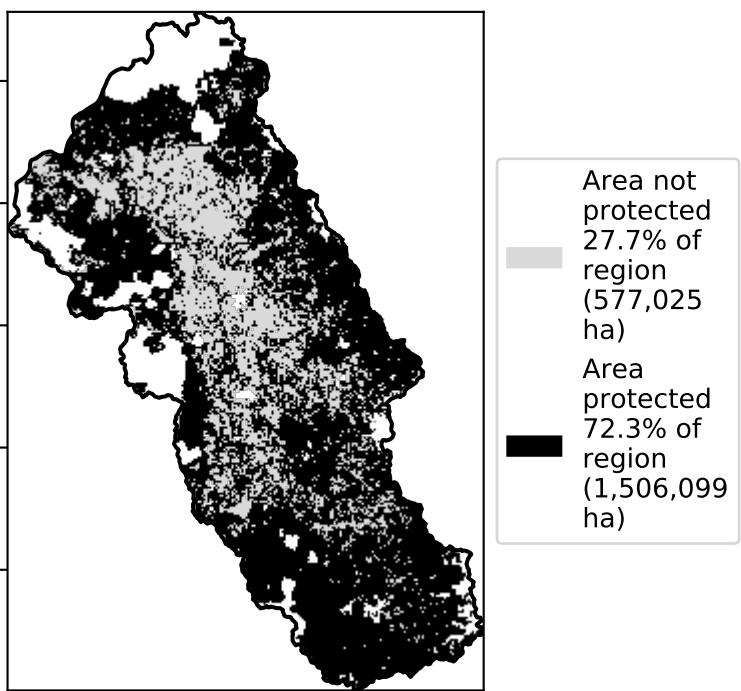 Area not
protected
27.7% of
region
(577,025
ha)
Area
protected
72.3% of
region
(1,506,099
ha)